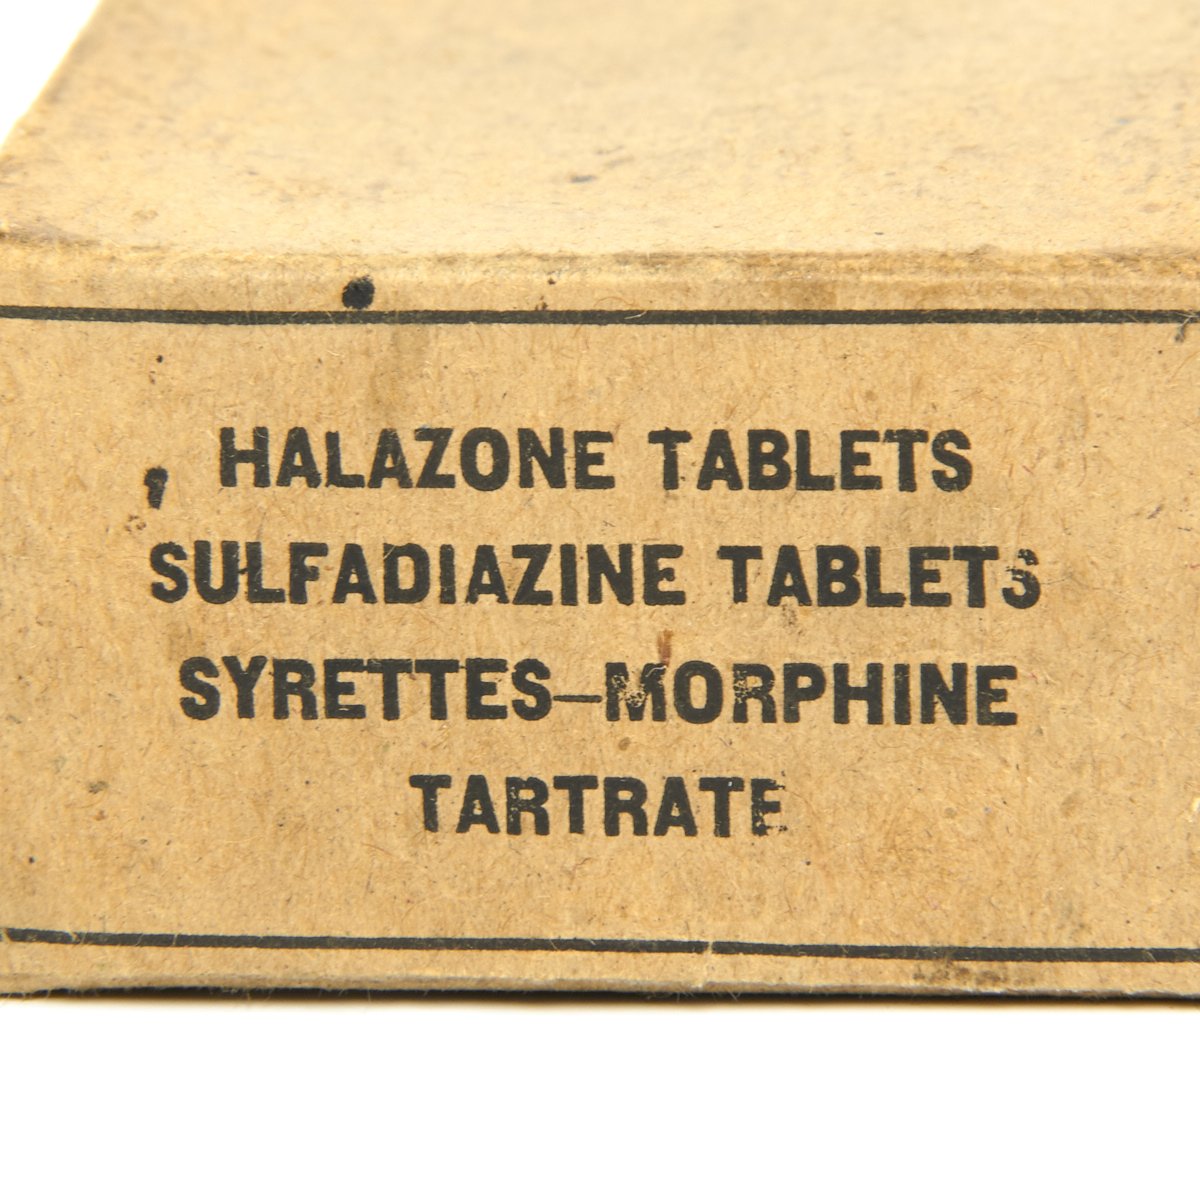 HALAZONE TABLETS
SULFADIAZINE TABLETS
SYRETTES—MORPHINE
TARTRATE